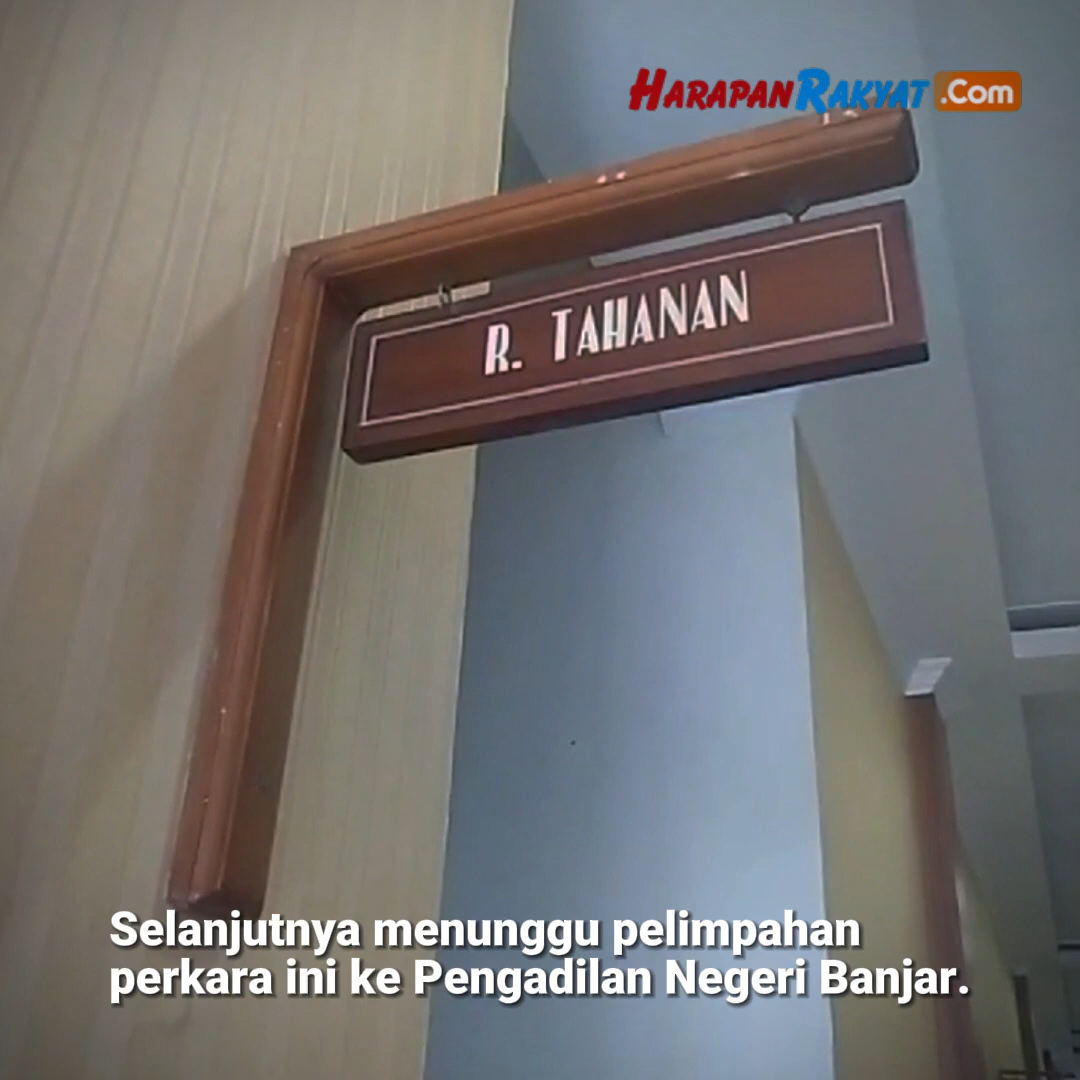 HARAPANRAKYAT.Com
R. TAHANAN
Selanjutnya menunggu pelimpahan
perkara ini ke Pengadilan Negeri Banjar.